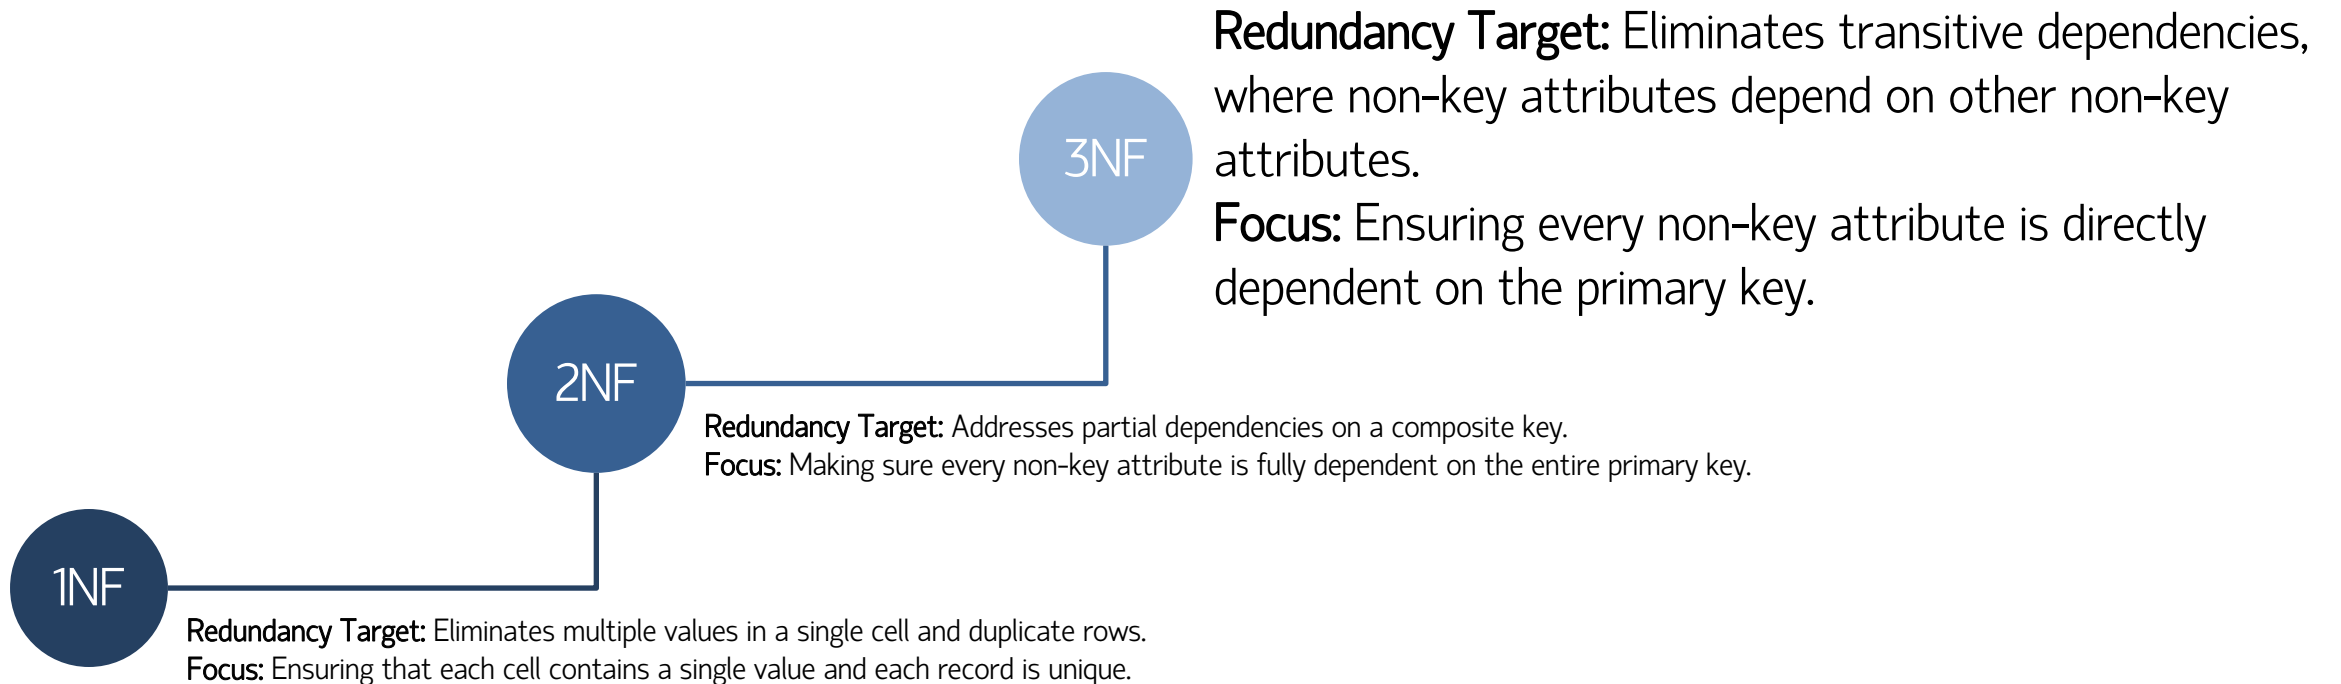 3NF
Redundancy Target: Eliminates transitive dependencies,
where non-key attributes depend on other non-key
attributes.
Focus: Ensuring every non-key attribute is directly
dependent on the primary key.
2NF
Redundancy Target: Addresses partial dependencies on a composite key.
Focus: Making sure every non-key attribute is fully dependent on the entire primary key.
1NF
Redundancy Target: Eliminates multiple values in a single cell and duplicate rows.
Focus: Ensuring that each cell contains a single value and each record is unique.